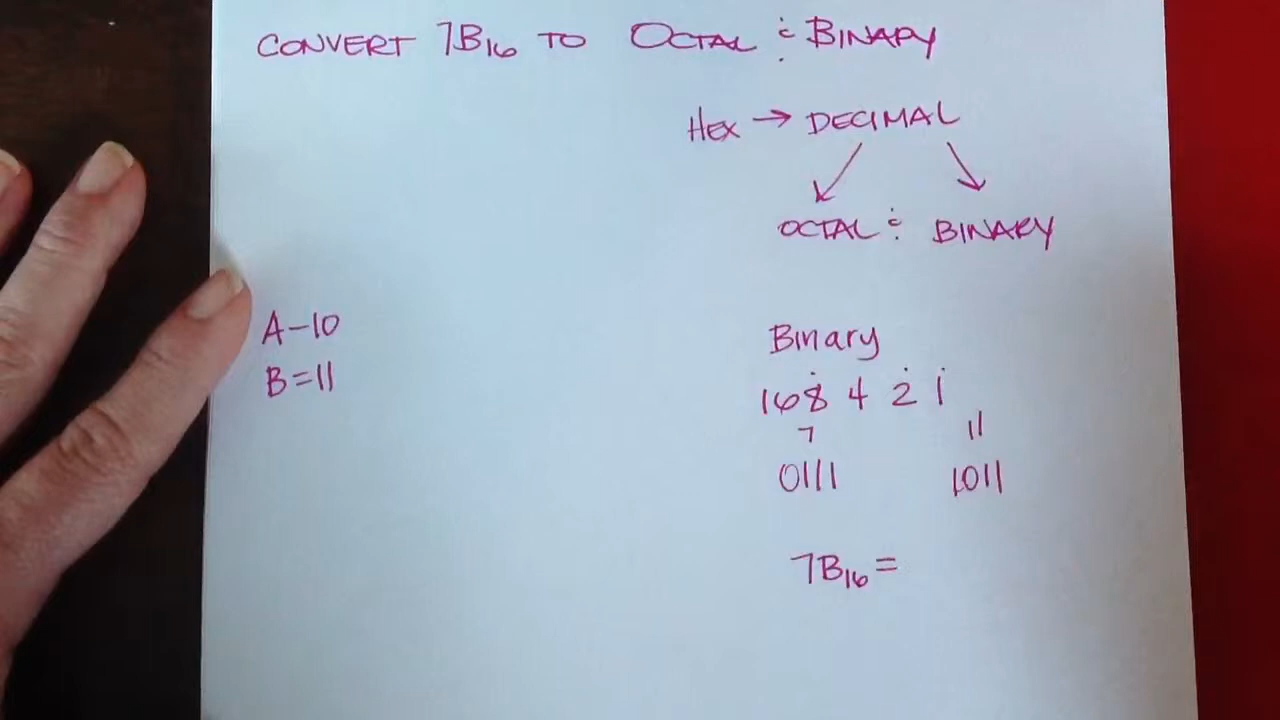 CONVERT 7B16 TO OCTAL & BINARY
HEX → DECIMAL
OCTAL & BINARY
A-10
B=11
Binary
16 8 4 2 1
7 11
0111 1011
7B16 =